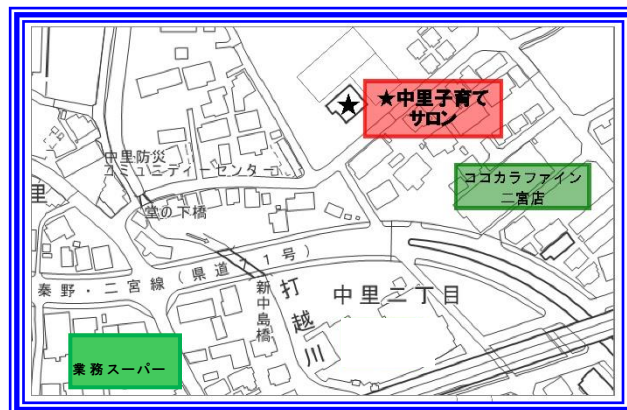 ★
★中里子育て
サロン
中里防災
コミュニティーセンター
ココカラファイン
二宮店
里
堂の下橋
秦野・二宮線(県道71号)
新中島橋
打越川
中里二丁目
業務スーパー